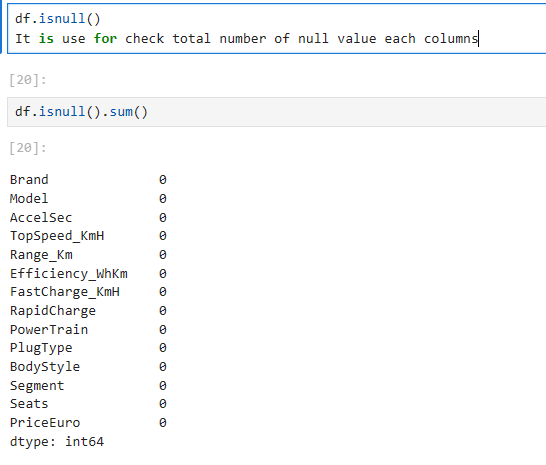 df.isnull()
It is use for check total number of null value each columns
[20]:
df.isnull().sum()
[20]:
Brand 0
Model 0
AccelSec 0
TopSpeed_KmH 0
Range_Km 0
Efficiency_WhKm 0
FastCharge_KmH 0
RapidCharge 0
PowerTrain 0
PlugType 0
BodyStyle 0
Segment 0
Seats 0
PriceEuro 0
dtype: int64